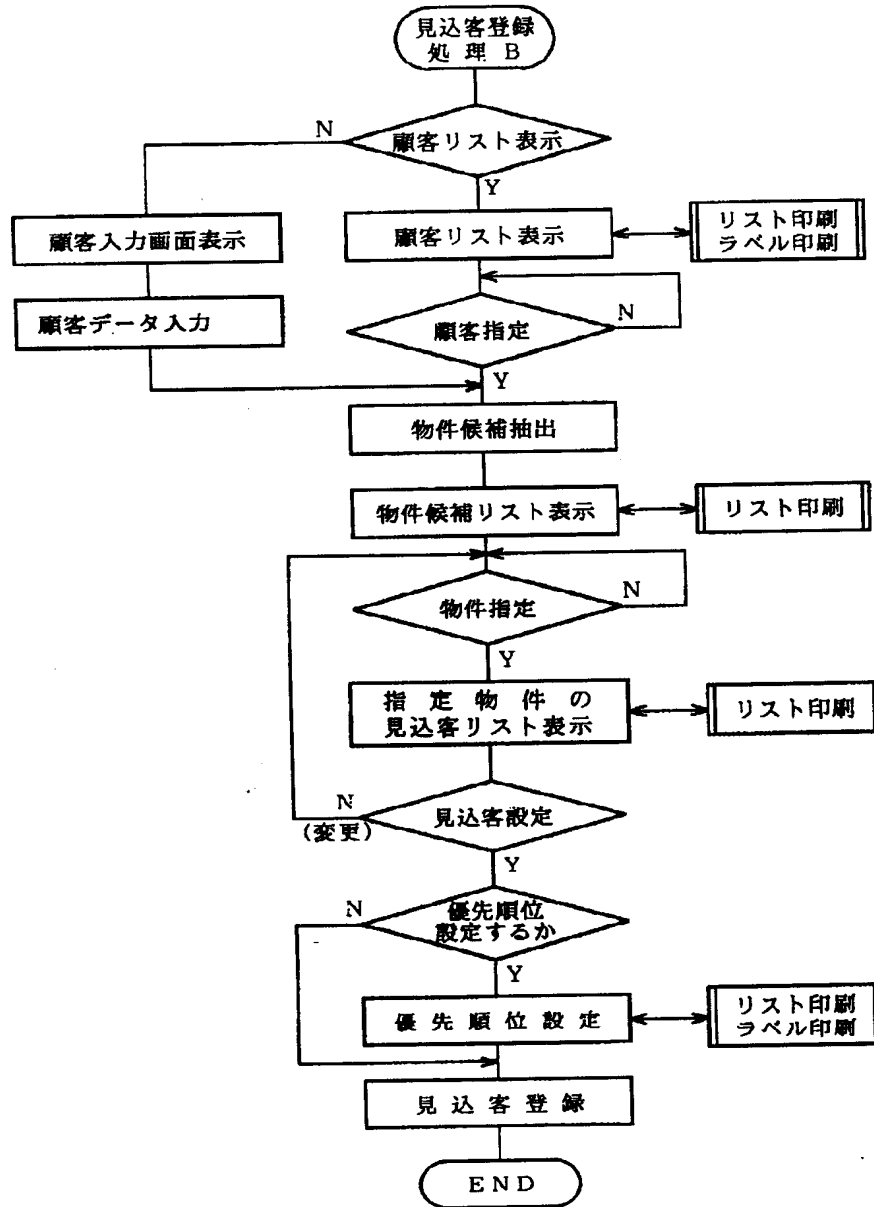 見込客登録
処理B
N
顧客リスト表示
Y
顧客入力画面表示
顧客リスト表示
リスト印刷
ラベル印刷
顧客データ入力
顧客指定
N
Y
物件候補抽出
物件候補リスト表示
リスト印刷
物件指定
N
Y
指定物件の
見込客リスト表示
リスト印刷
N
(変更)
見込客設定
Y
N
優先順位
設定するか
Y
優先順位設定
リスト印刷
ラベル印刷
見込客登録
END